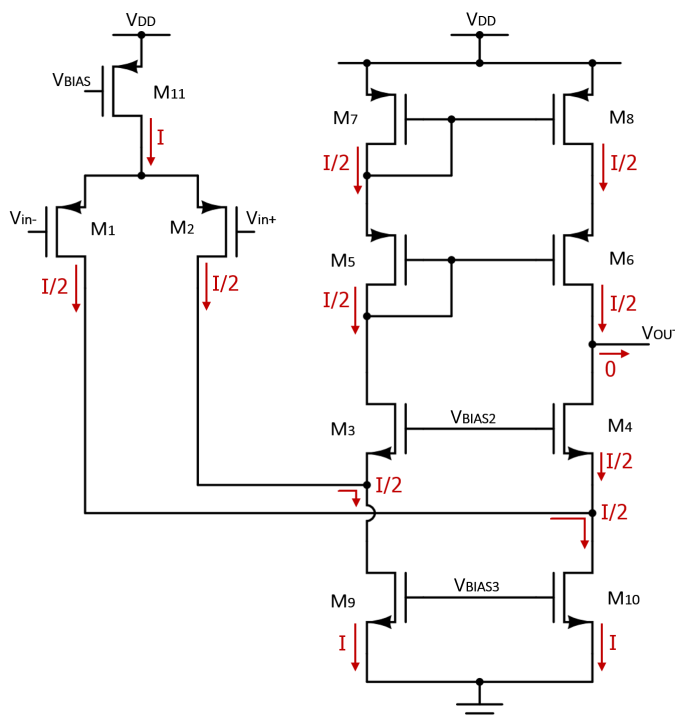 VDD
VDD
VBIAS
M11
I
M7
M8
I/2
I/2
Vin-
M1
M2
Vin+
M5
M6
I/2
I/2
I/2
I/2
VOUT
0
M3
VBIAS2
M4
I/2
I/2
I/2
M9
VBIAS3
M10
I
I